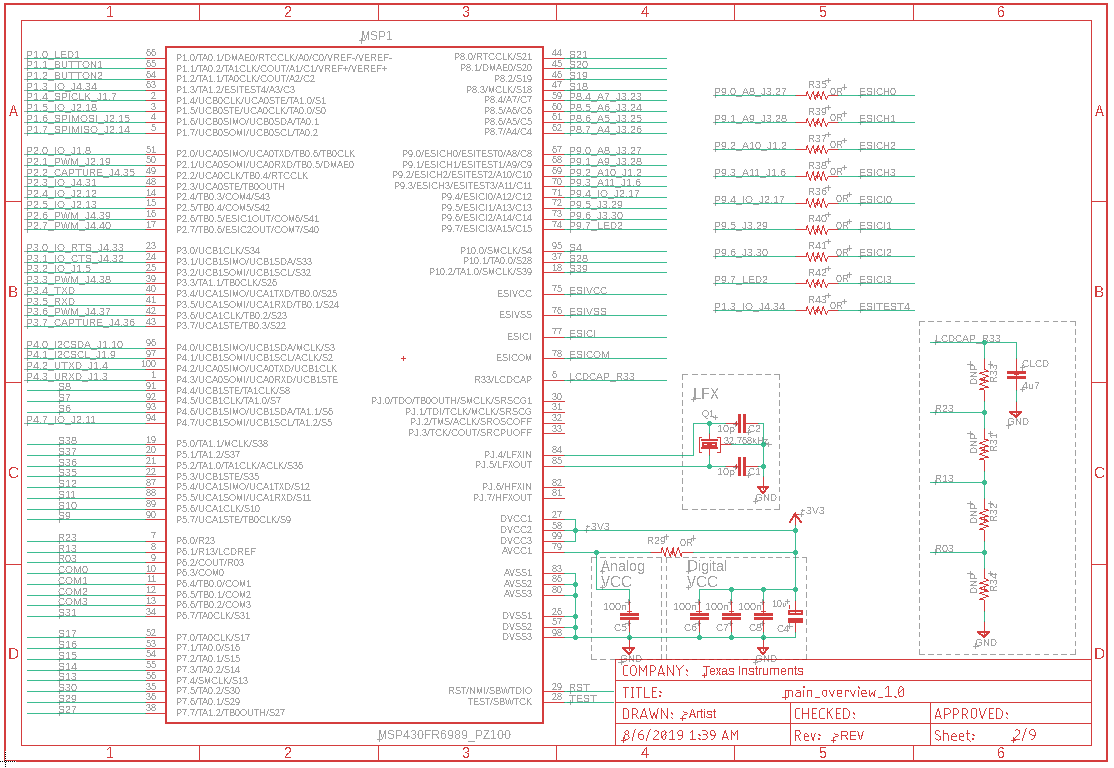 1 2 3 4 5 6
A B C D
MSP1
P1.0_LED1 66 P1.0/TA0.1/DMAE0/RTCCLK/A0/C0/VREF-/VEREF-
P1.1_BUTTON1 65 P1.1/TA0.2/TA1CLK/COUT/A1/C1/VREF+/VEREF+
P1.2_BUTTON2 64 P1.2/TA1.1/TA0CLK/COUT/A2/C2
P1.3_IO_J4.34 63 P1.3/TA1.2/ESITEST4/A3/C3
P1.4_SPICLK_J1.7 2 P1.4/UCB0CLK/UCA0STE/TA1.0/S1
P1.5_IO_J2.18 3 P1.5/UCB0STE/UCA0CLK/TA0.0/S0
P1.6_SPIMOSI_J2.15 4 P1.6/UCB0SIMO/UCB0SDA/TA0.1
P1.7_SPIMISO_J2.14 5 P1.7/UCB0SOMI/UCB0SCL/TA0.2
P2.0_IO_J1.8 51 P2.0/UCA0SIMO/UCA0TXD/TB0.6/TB0CLK
P2.1_PWM_J2.19 50 P2.1/UCA0SOMI/UCA0RXD/TB0.5/DMAE0
P2.2_CAPTURE_J4.35 49 P2.2/UCA0CLK/TB0.4/RTCCLK
P2.3_IO_J4.31 48 P2.3/UCA0STE/TB0OUTH
P2.4_IO_J2.12 14 P2.4/TB0.3/COM4/S43
P2.5_IO_J2.13 15 P2.5/TB0.4/COM5/S42
P2.6_PWM_J4.39 16 P2.6/TB0.5/ESIC1OUT/COM6/S41
P2.7_PWM_J4.40 17 P2.7/TB0.6/ESIC2OUT/COM7/S40
P3.0_IO_RTS_J4.33 23 P3.0/UCB1CLK/S34
P3.1_IO_CTS_J4.32 24 P3.1/UCB1SIMO/UCB1SDA/S33
P3.2_IO_J1.5 25 P3.2/UCB1SOMI/UCB1SCL/S32
P3.3_PWM_J4.38 39 P3.3/TA1.1/TB0CLK/S26
P3.4_TXD 40 P3.4/UCA1SIMO/UCA1TXD/TB0.0/S25
P3.5_RXD 41 P3.5/UCA1SOMI/UCA1RXD/TB0.1/S24
P3.6_PWM_J4.37 42 P3.6/UCA1CLK/TB0.2/S23
P3.7_CAPTURE_J4.36 43 P3.7/UCA1STE/TB0.3/S22
P4.0_I2CSDA_J1.10 96 P4.0/UCB1SIMO/UCB1SDA/MCLK/S3
P4.1_I2CSCL_J1.9 97 P4.1/UCB1SOMI/UCB1SCL/ACLK/S2
P4.2_UTXD_J1.4 100 P4.2/UCA0SIMO/UCA0TXD/UCB1CLK
P4.3_URXD_J1.3 1 P4.3/UCA0SOMI/UCA0RXD/UCB1STE
S8 91 P4.4/UCB1STE/TA1CLK/S8
S7 92 P4.5/UCB1CLK/TA1.0/S7
S6 93 P4.6/UCB1SIMO/UCB1SDA/TA1.1/S6
P4.7_IO_J2.11 94 P4.7/UCB1SOMI/UCB1SCL/TA1.2/S5
S38 19 P5.0/TA1.1/MCLK/S38
S37 20 P5.1/TA1.2/S37
S36 21 P5.2/TA1.0/TA1CLK/ACLK/S36
S35 22 P5.3/UCB1STE/S35
S12 87 P5.4/UCA1SIMO/UCA1TXD/S12
S11 88 P5.5/UCA1SOMI/UCA1RXD/S11
S10 89 P5.6/UCA1CLK/S10
S9 90 P5.7/UCA1STE/TB0CLK/S9
R23 7 P6.0/R23
R13 8 P6.1/R13/LCDREF
R03 9 P6.2/COUT/R03
COM0 10 P6.3/COM0
COM1 11 P6.4/TB0.0/COM1
COM2 12 P6.5/TB0.1/COM2
COM3 13 P6.6/TB0.2/COM3
S31 34 P6.7/TA0CLK/S31
S17 52 P7.0/TA0CLK/S17
S16 53 P7.1/TA0.0/S16
S15 54 P7.2/TA0.1/S15
S14 55 P7.3/TA0.2/S14
S13 56 P7.4/SMCLK/S13
S30 35 P7.5/TA0.2/S30
S29 36 P7.6/TA0.1/S29
S27 38 P7.7/TA1.2/TB0OUTH/S27
P8.0/RTCCLK/S21 44 S21
P8.1/DMAE0/S20 45 S20
P8.2/S19 46 S19
P8.3/MCLK/S18 47 S18
P8.4/A7/C7 59 P8.4_A7_J3.23
P8.5/A6/C6 60 P8.5_A6_J3.24
P8.6/A5/C5 61 P8.6_A5_J3.25
P8.7/A4/C4 62 P8.7_A4_J3.26
P9.0/ESICH0/ESITEST0/A8/C8 67 P9.0_A8_J3.27
P9.1/ESICH1/ESITEST1/A9/C9 68 P9.1_A9_J3.28
P9.2/ESICH2/ESITEST2/A10/C10 69 P9.2_A10_J1.2
P9.3/ESICH3/ESITEST3/A11/C11 70 P9.3_A11_J1.6
P9.4/ESICI0/A12/C12 71 P9.4_IO_J2.17
P9.5/ESICI1/A13/C13 72 P9.5_J3.29
P9.6/ESICI2/A14/C14 73 P9.6_J3.30
P9.7/ESICI3/A15/C15 74 P9.7_LED2
P10.0/SMCLK/S4 95 S4
P10.1/TA0.0/S28 37 S28
P10.2/TA1.0/SMCLK/S39 18 S39
ESIVCC 75 ESIVCC
ESIVSS 76 ESIVSS
ESICI 77 ESICI
ESICOM 78 ESICOM
R33/LCDCAP 6 LCDCAP_R33
PJ.0/TDO/TB0OUTH/SMCLK/SRSCG1 30
PJ.1/TDI/TCLK/MCLK/SRSCG0 31
PJ.2/TMS/ACLK/SROSCOFF 32
PJ.3/TCK/COUT/SRCPUOFF 33
PJ.4/LFXIN 84
PJ.5/LFXOUT 85
PJ.6/HFXIN 82
PJ.7/HFXOUT 81
DVCC1 27
DVCC2 58
DVCC3 99
AVCC1 79
AVSS1 83
AVSS2 86
AVSS3 80
DVSS1 26
DVSS2 57
DVSS3 98
RST/NMI/SBWTDIO 29 RST
TEST/SBWTCK 28 TEST
MSP430FR6989_PZ100
P9.0_A8_J3.27 R35 0R ESICH0
P9.1_A9_J3.28 R39 0R ESICH1
P9.2_A10_J1.2 R37 0R ESICH2
P9.3_A11_J1.6 R38 0R ESICH3
P9.4_IO_J2.17 R36 0R ESICI0
P9.5_J3.29 R40 0R ESICI1
P9.6_J3.30 R41 0R ESICI2
P9.7_LED2 R42 0R ESICI3
P1.3_IO_J4.34 R43 0R ESITEST4
LFX
Q1
10p C2
32.768kHz
10p C1
GND
+3V3
+3V3
R29 0R
Analog
VCC
Digital
VCC
100n 100n 100n 100n 10u
C5 C6 C7 C8 C4
GND GND
LCDCAP_R33
DNP R33
CLCD
4u7
GND
R23
DNP R31
R13
DNP R32
R03
DNP R34
GND
COMPANY: Texas Instruments
TITLE: main_overview_1.0
DRAWN: >Artist CHECKED: APPROVED:
8/6/2019 1:39 AM Rev: >REV Sheet: 2/9
A B C D
1 2 3 4 5 6